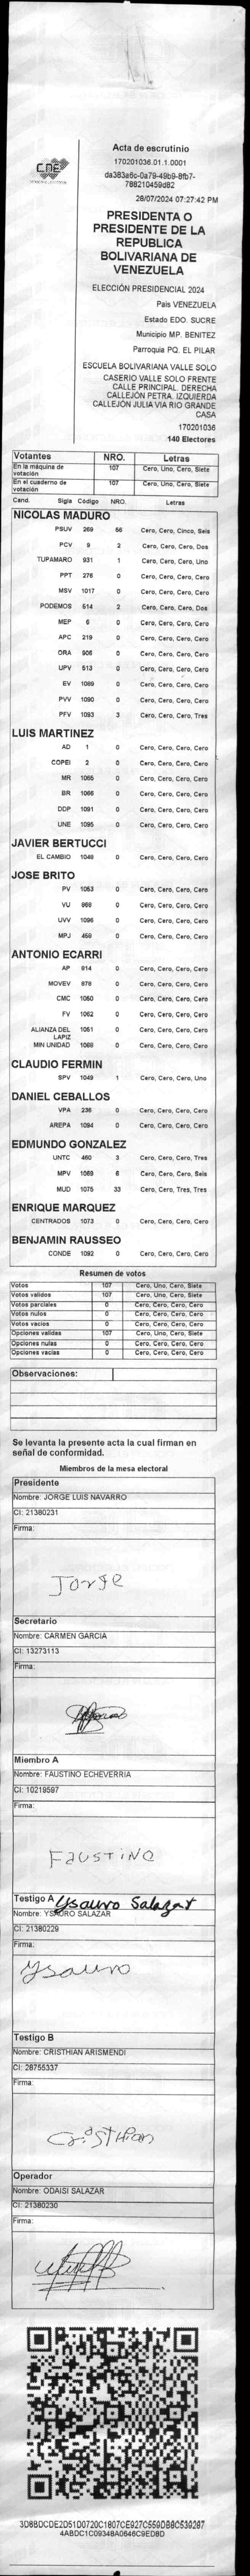 CNE
Acta de escrutinio
170201036.01.1.0001
da383a6c-0a79-49b9-8fb7-
788210459d82
28/07/2024 07:27:42 PM
PRESIDENTA O
PRESIDENTE DE LA
REPUBLICA
BOLIVARIANA DE
VENEZUELA
ELECCIÓN PRESIDENCIAL 2024
Pais VENEZUELA
Estado EDO. SUCRE
Municipio MP. BENITEZ
Parroquia PQ. EL PILAR
ESCUELA BOLIVARIANA VALLE SOLO
CASERIO VALLE SOLO FRENTE
CALLE PRINCIPAL. DERECHA
CALLEJÓN PETRA. IZQUIERDA
CALLEJÓN JULIA VIA RIO GRANDE
CASA
170201036
140 Electores
Votantes NRO. Letras
En la máquina de votación 107 Cero, Uno, Cero, Siete
En el cuaderno de votación 107 Cero, Uno, Cero, Siete
Cand. Sigla Código NRO. Letras
NICOLAS MADURO
PSUV 269 56 Cero, Cero, Cinco, Seis
PCV 9 2 Cero, Cero, Cero, Dos
TUPAMARO 931 1 Cero, Cero, Cero, Uno
PPT 276 0 Cero, Cero, Cero, Cero
MSV 1017 0 Cero, Cero, Cero, Cero
PODEMOS 514 2 Cero, Cero, Cero, Dos
MEP 6 0 Cero, Cero, Cero, Cero
APC 219 0 Cero, Cero, Cero, Cero
ORA 906 0 Cero, Cero, Cero, Cero
UPV 513 0 Cero, Cero, Cero, Cero
EV 1089 0 Cero, Cero, Cero, Cero
PVV 1090 0 Cero, Cero, Cero, Cero
PFV 1093 3 Cero, Cero, Cero, Tres
LUIS MARTINEZ
AD 1 0 Cero, Cero, Cero, Cero
COPEI 2 0 Cero, Cero, Cero, Cero
MR 1065 0 Cero, Cero, Cero, Cero
BR 1066 0 Cero, Cero, Cero, Cero
DDP 1091 0 Cero, Cero, Cero, Cero
UNE 1095 0 Cero, Cero, Cero, Cero
JAVIER BERTUCCI
EL CAMBIO 1048 0 Cero, Cero, Cero, Cero
JOSE BRITO
PV 1053 0 Cero, Cero, Cero, Cero
VU 968 0 Cero, Cero, Cero, Cero
UVV 1096 0 Cero, Cero, Cero, Cero
MPJ 458 0 Cero, Cero, Cero, Cero
ANTONIO ECARRI
AP 814 0 Cero, Cero, Cero, Cero
MOVEV 878 0 Cero, Cero, Cero, Cero
CMC 1050 0 Cero, Cero, Cero, Cero
FV 1052 0 Cero, Cero, Cero, Cero
ALIANZA DEL LAPIZ 1051 0 Cero, Cero, Cero, Cero
MIN UNIDAD 1068 0 Cero, Cero, Cero, Cero
CLAUDIO FERMIN
SPV 1049 1 Cero, Cero, Cero, Uno
DANIEL CEBALLOS
VPA 236 0 Cero, Cero, Cero, Cero
AREPA 1094 0 Cero, Cero, Cero, Cero
EDMUNDO GONZALEZ
UNTC 460 3 Cero, Cero, Cero, Tres
MPV 1069 6 Cero, Cero, Cero, Seis
MUD 1075 33 Cero, Cero, Tres, Tres
ENRIQUE MARQUEZ
CENTRADOS 1073 0 Cero, Cero, Cero, Cero
BENJAMIN RAUSSEO
CONDE 1092 0 Cero, Cero, Cero, Cero
Resumen de votos
Votos 107 Cero, Uno, Cero, Siete
Votos validos 107 Cero, Uno, Cero, Siete
Votos parciales 0 Cero, Cero, Cero, Cero
Votos nulos 0 Cero, Cero, Cero, Cero
Votos vacios 0 Cero, Cero, Cero, Cero
Opciones validas 107 Cero, Uno, Cero, Siete
Opciones nulas 0 Cero, Cero, Cero, Cero
Opciones vacias 0 Cero, Cero, Cero, Cero
Observaciones:
Se levanta la presente acta la cual firman en
señal de conformidad.
Miembros de la mesa electoral
Presidente
Nombre: JORGE LUIS NAVARRO
CI: 21380231
Firma:
Jorge
Secretario
Nombre: CARMEN GARCIA
CI: 13273113
Firma:
Miembro A
Nombre: FAUSTINO ECHEVERRIA
CI: 10219597
Firma:
FAUSTINO
Testigo A Ysauro Salazar
Nombre: YSAURO SALAZAR
CI: 21380229
Firma:
Ysauro
Testigo B
Nombre: CRISTHIAN ARISMENDI
CI: 28755337
Firma:
CriSTHian
Operador
Nombre: ODAISI SALAZAR
CI: 21380230
Firma:
3D8BDCDE2D51D0720C1807CE927C559DB8C539297
4ABDC1C0934BA0646C9ED8D